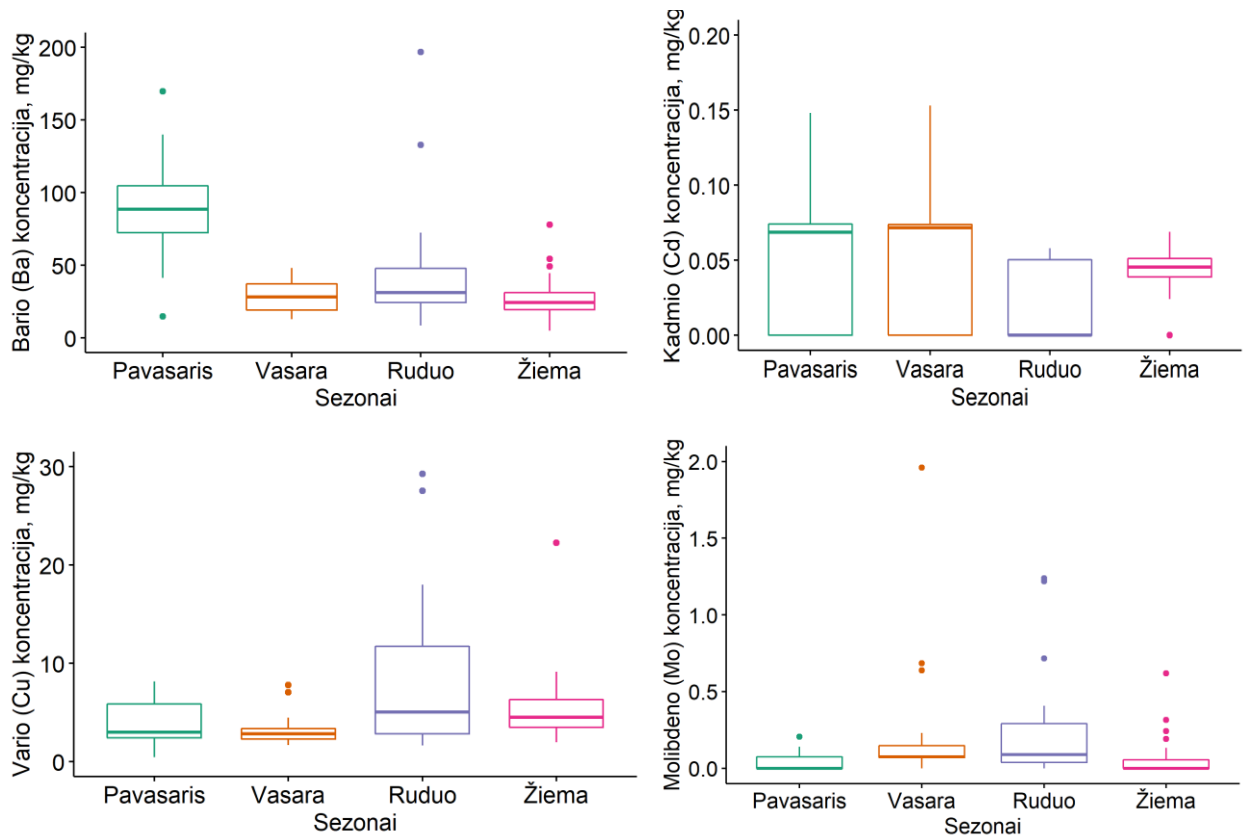 Bario (Ba) koncentracija, mg/kg
200
150
100
50
0
Pavasaris Vasara Ruduo Žiema
Sezonai
Kadmio (Cd) koncentracija, mg/kg
0.20
0.15
0.10
0.05
0.00
Pavasaris Vasara Ruduo Žiema
Sezonai
Vario (Cu) koncentracija, mg/kg
30
20
10
0
Pavasaris Vasara Ruduo Žiema
Sezonai
Molibdeno (Mo) koncentracija, mg/kg
2.0
1.5
1.0
0.5
0.0
Pavasaris Vasara Ruduo Žiema
Sezonai